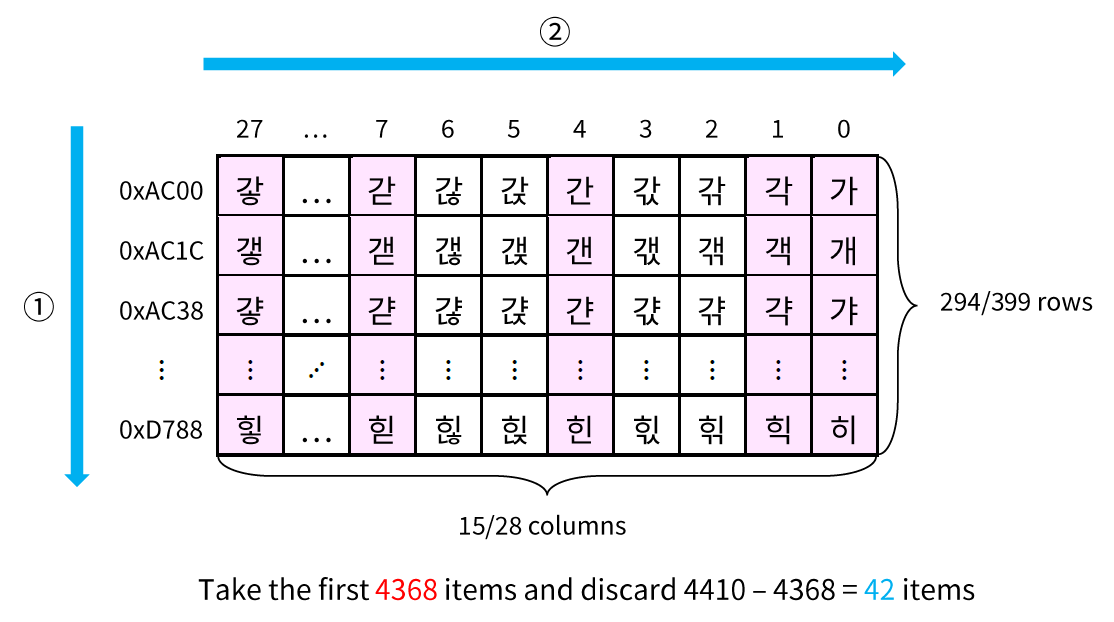 ②
27 … 7 6 5 4 3 2 1 0
0xAC00 갛 … 갇 갆 갅 간 갃 갂 각 가
0xAC1C 갷 … 갣 갢 갡 갠 갟 갞 객 개
①
0xAC38 걓 … 갿 갾 갽 갼 갻 갺 갹 갸
294/399 rows
⋮ ⋮ ⋰ ⋮ ⋮ ⋮ ⋮ ⋮ ⋮ ⋮ ⋮
0xD788 힣 … 힏 힎 힍 힌 힋 힊 힉 히
15/28 columns
Take the first 4368 items and discard 4410 – 4368 = 42 items